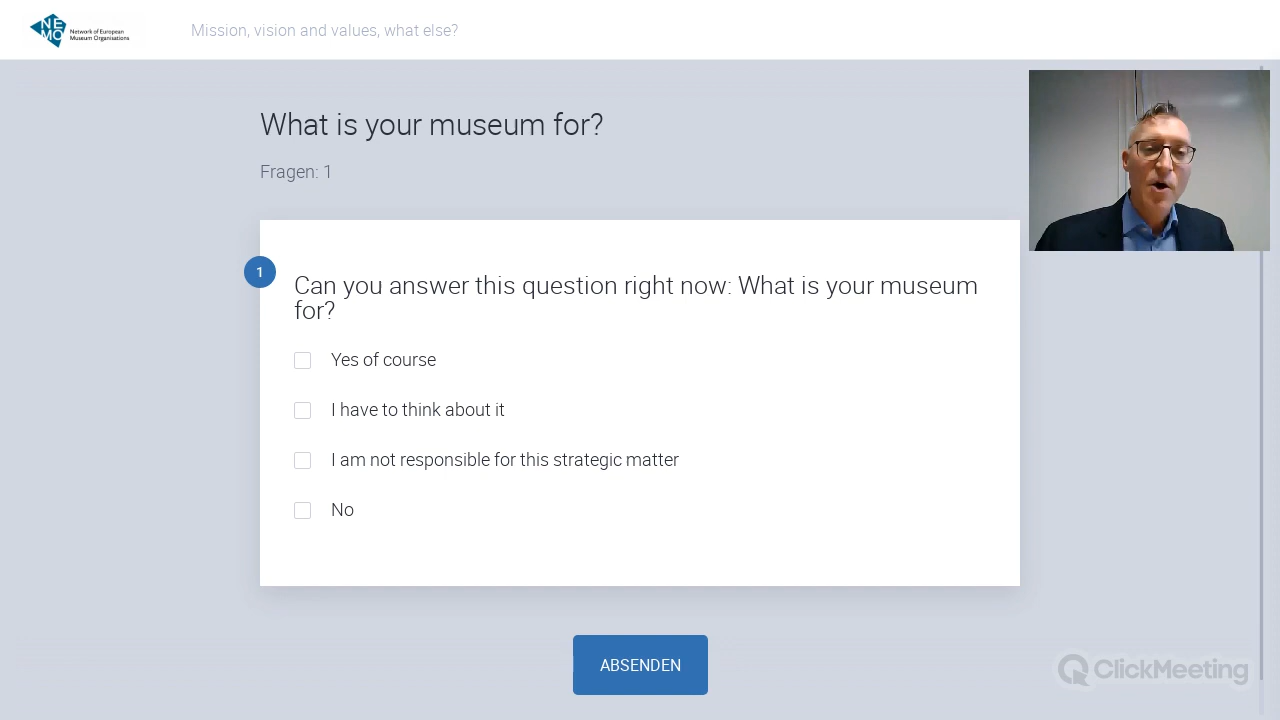 NE
MO
Network of European
Museum Organisations
Mission, vision and values, what else?
What is your museum for?
Fragen: 1
1
Can you answer this question right now: What is your museum
for?
Yes of course
I have to think about it
I am not responsible for this strategic matter
No
ABSENDEN
ClickMeeting